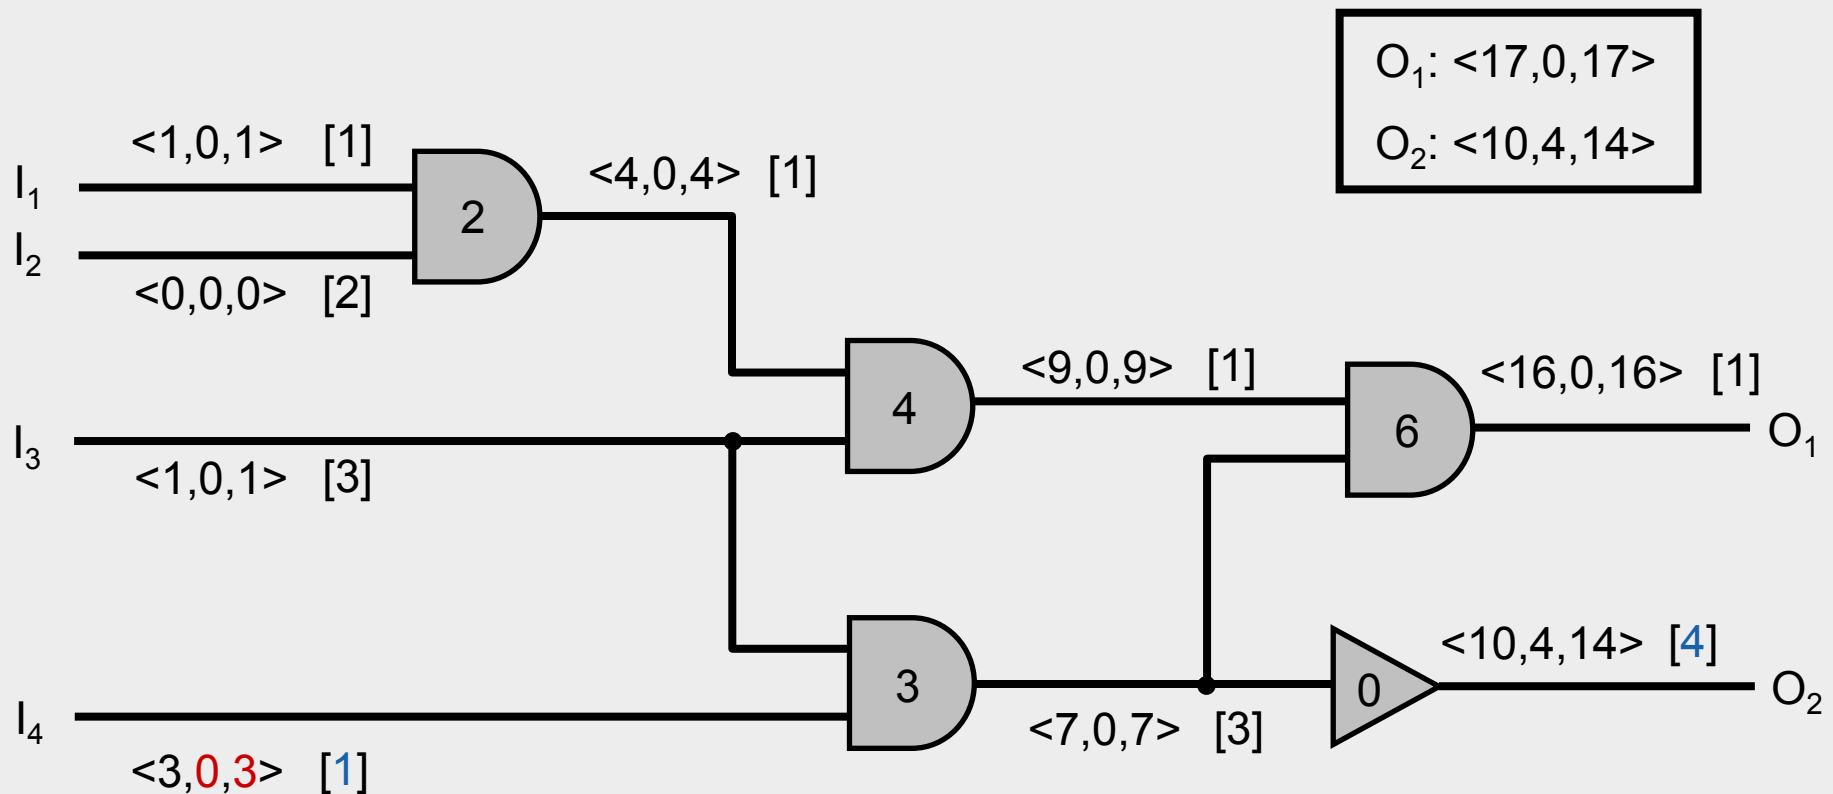 O1: <17,0,17>
O2: <10,4,14>
<1,0,1> [1]
I1
2
<4,0,4> [1]
I2
<0,0,0> [2]
4
<9,0,9> [1]
6
<16,0,16> [1]
O1
I3
<1,0,1> [3]
3
0
<10,4,14> [4]
O2
<7,0,7> [3]
I4
<3,0,3> [1]